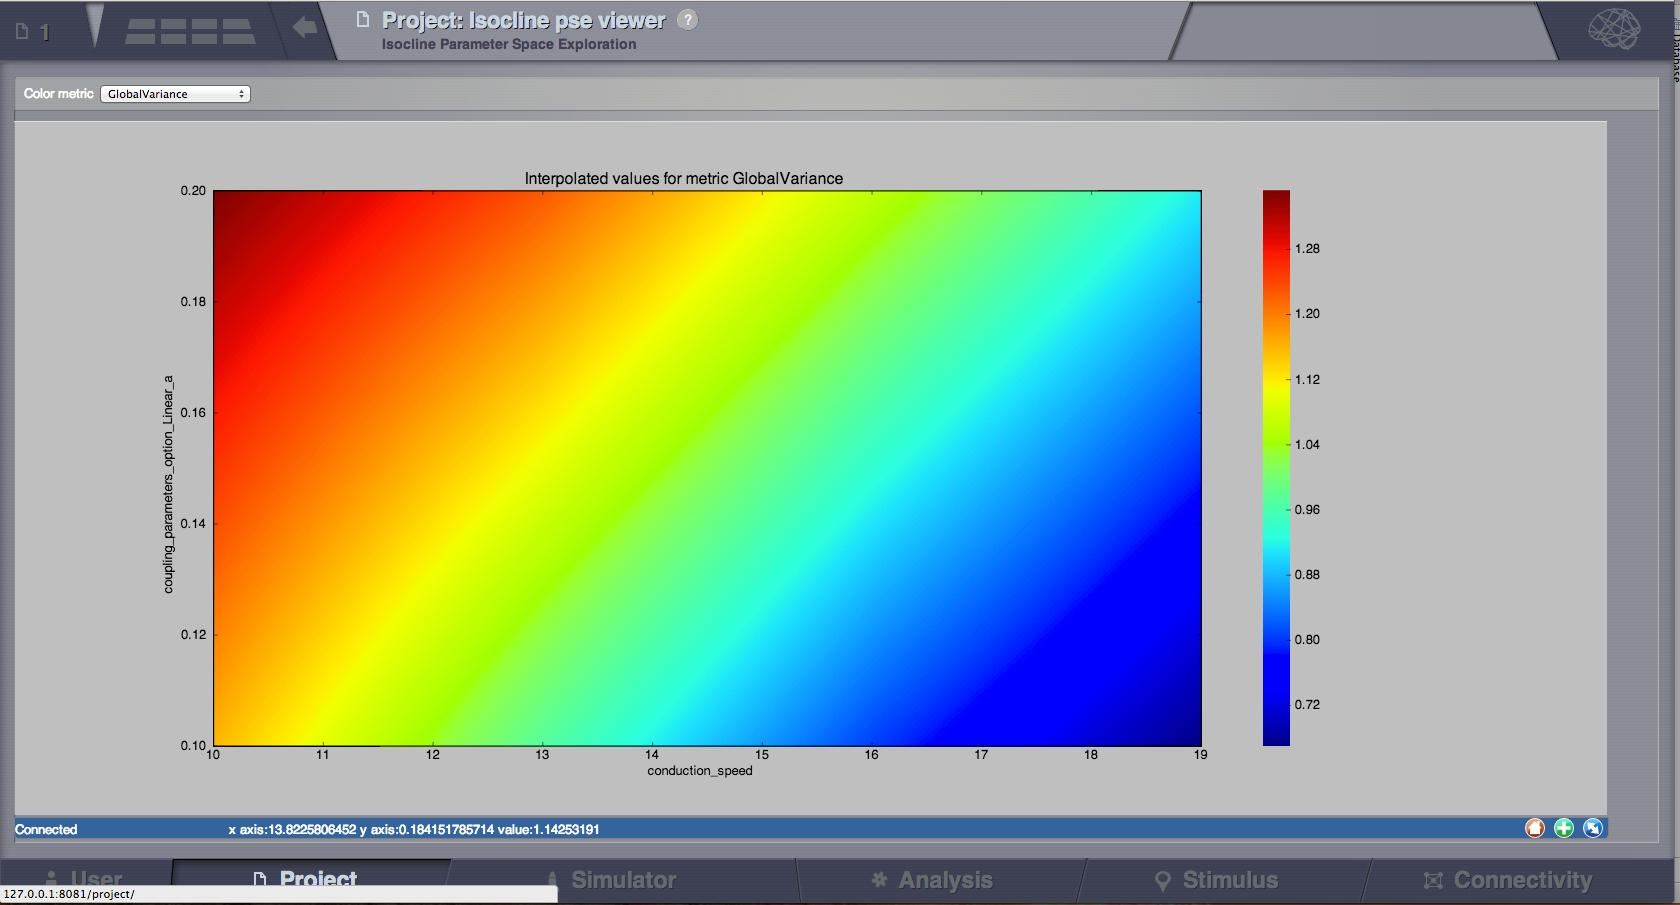 1
Project: Isocline pse viewer ?
Isocline Parameter Space Exploration
Database
Color metric GlobalVariance
Interpolated values for metric GlobalVariance
0.20
0.18
0.16
0.14
0.12
0.10
coupling_parameters_option_Linear_a
10 11 12 13 14 15 16 17 18 19
conduction_speed
1.28
1.20
1.12
1.04
0.96
0.88
0.80
0.72
Connected x axis:13.8225806452 y axis:0.184151785714 value:1.14253191
User Project Simulator Analysis Stimulus Connectivity
127.0.0.1:8081/project/